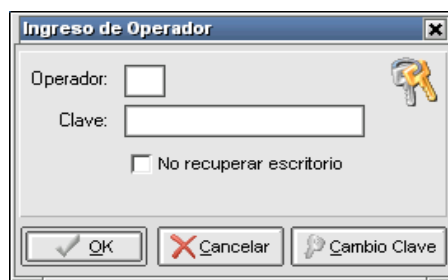 Ingreso de Operador
Operador:
Clave:
No recuperar escritorio
OK
Cancelar
Cambio Clave